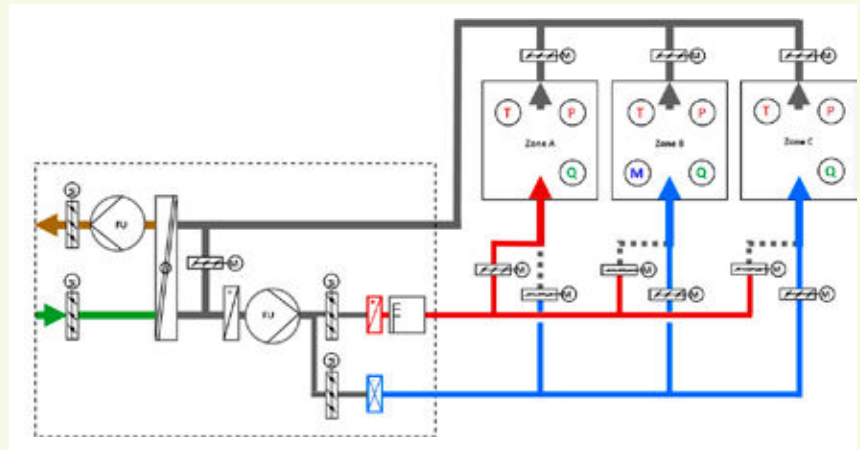 M M M
T P T P T P
Zone A Zone B Zone C
Q M Q Q
S
FU
M
M M M
S
S M M M
FU
S